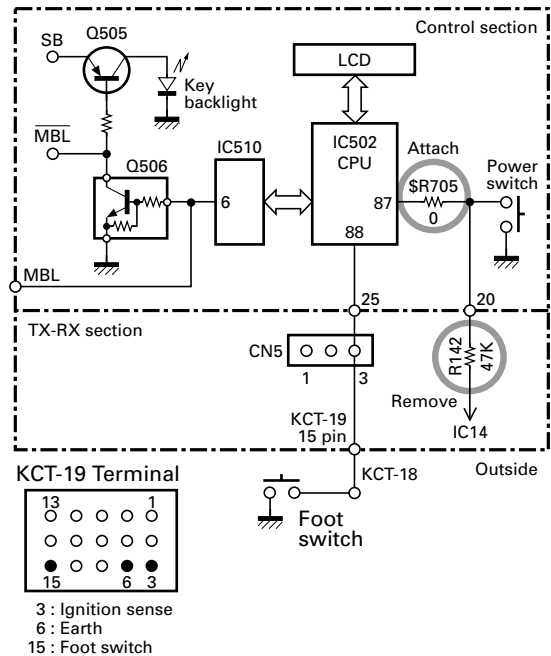 Control section
SB
Q505
LCD
Key
backlight
MBL
Q506
IC510
6
IC502
CPU
87
88
Attach
$R705
0
Power
switch
MBL
25
20
TX-RX section
CN5
1
3
R142
47K
Remove
IC14
KCT-19
15 pin
Outside
KCT-18
Foot
switch
KCT-19 Terminal
13
1
15
6
3
3 : Ignition sense
6 : Earth
15 : Foot switch